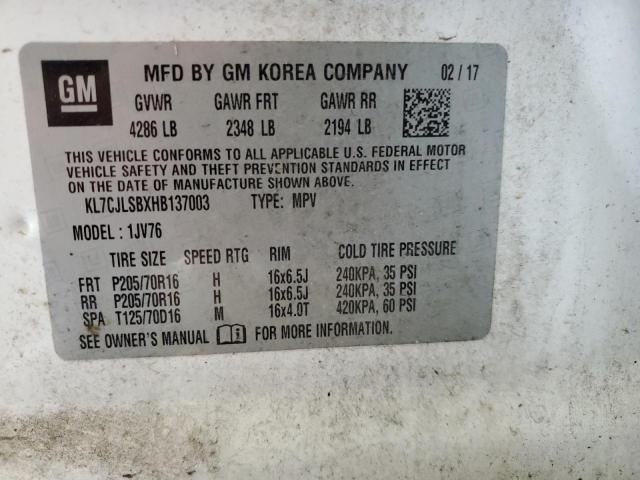 GM MFD BY GM KOREA COMPANY 02 / 17
GVWR GAWR FRT GAWR RR
4286 LB 2348 LB 2194 LB
THIS VEHICLE CONFORMS TO ALL APPLICABLE U.S. FEDERAL MOTOR
VEHICLE SAFETY AND THEFT PREVENTION STANDARDS IN EFFECT
ON THE DATE OF MANUFACTURE SHOWN ABOVE.
KL7CJLSBXHB137003 TYPE: MPV
MODEL : 1JV76
TIRE SIZE SPEED RTG RIM COLD TIRE PRESSURE
FRT P205/70R16 H 16x6.5J 240KPA, 35 PSI
RR P205/70R16 H 16x6.5J 240KPA, 35 PSI
SPA T125/70D16 M 16x4.0T 420KPA, 60 PSI
SEE OWNER'S MANUAL FOR MORE INFORMATION